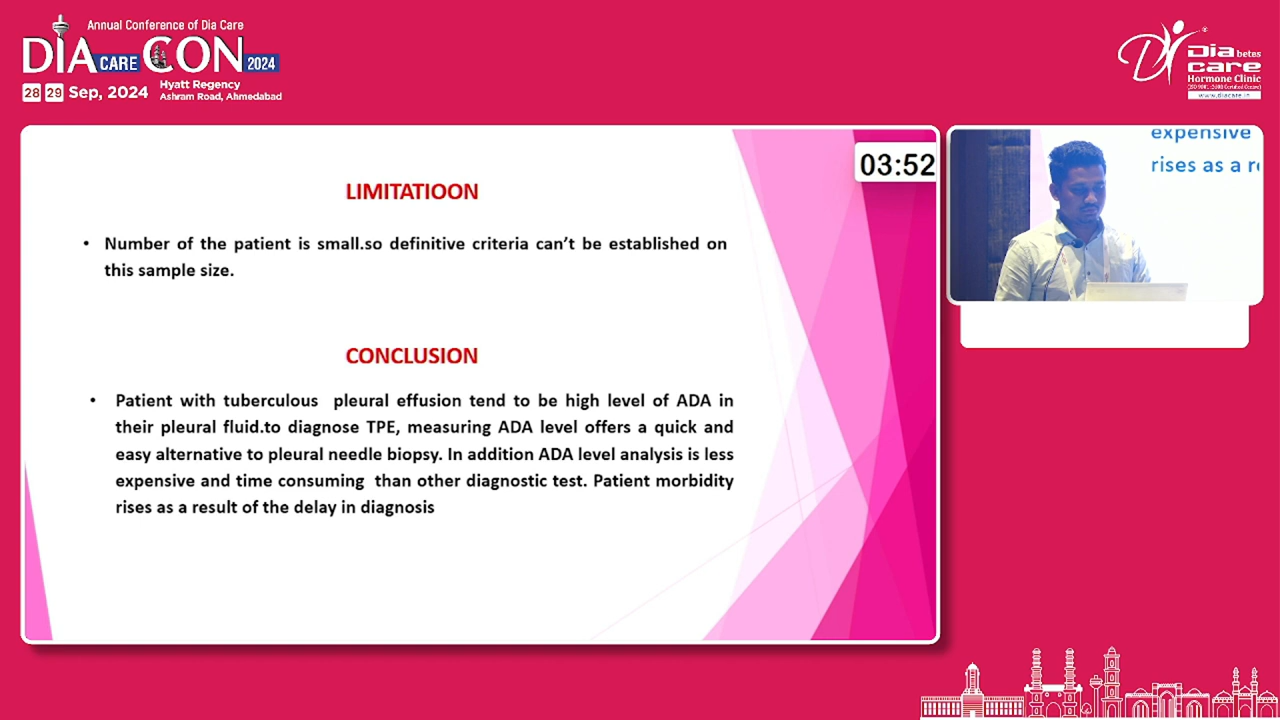 Annual Conference of Dia Care
DIA CARE CON 2024
28 29 Sep, 2024
Hyatt Regency
Ashram Road, Ahmedabad
Dia betes
care
Hormone Clinic
www.diacare.in
03:52
LIMITATIOON
• Number of the patient is small.so definitive criteria can’t be established on
this sample size.
CONCLUSION
• Patient with tuberculous pleural effusion tend to be high level of ADA in
their pleural fluid.to diagnose TPE, measuring ADA level offers a quick and
easy alternative to pleural needle biopsy. In addition ADA level analysis is less
expensive and time consuming than other diagnostic test. Patient morbidity
rises as a result of the delay in diagnosis
expensive
rises as a r